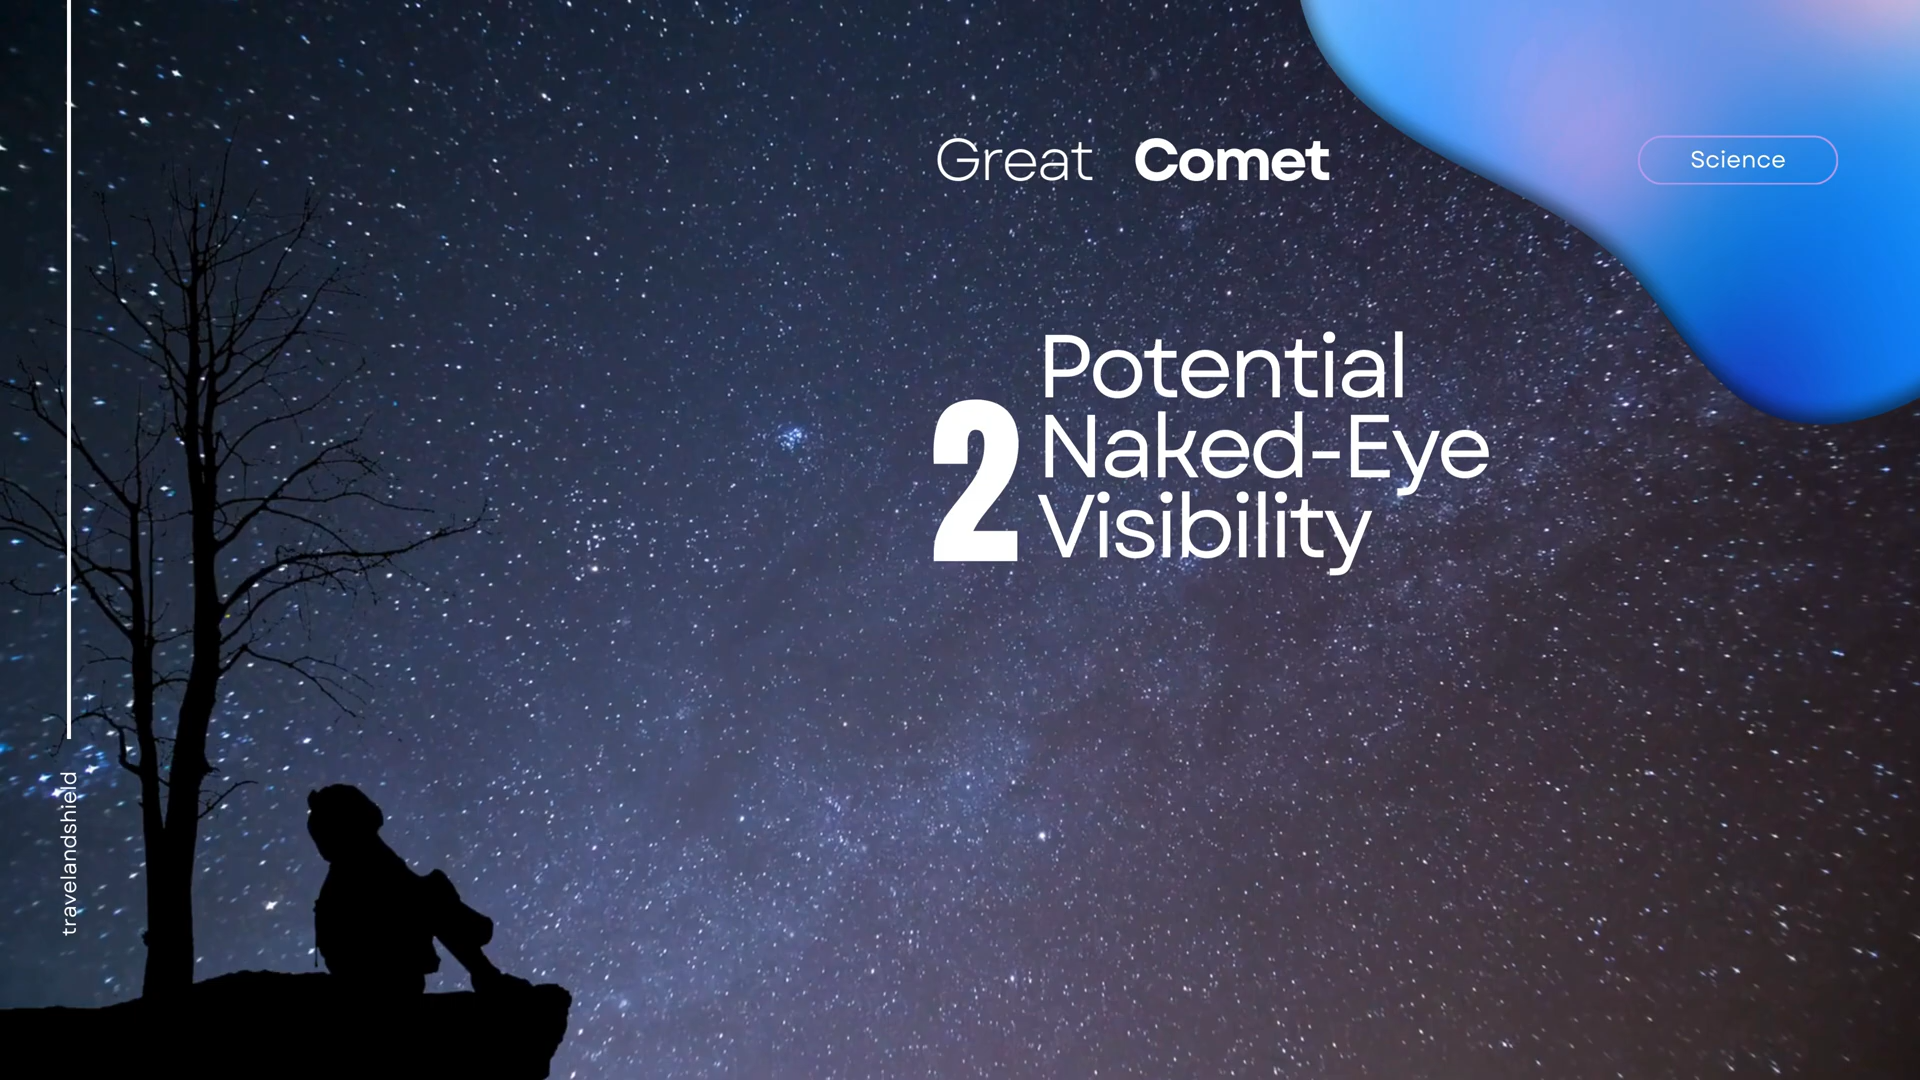 Great Comet
Science
2
Potential
Naked-Eye
Visibility
travelandshield